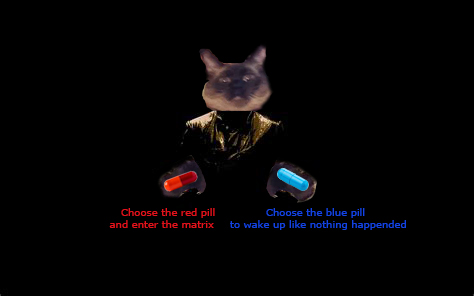 Choose the red pill
and enter the matrix
Choose the blue pill
to wake up like nothing happended